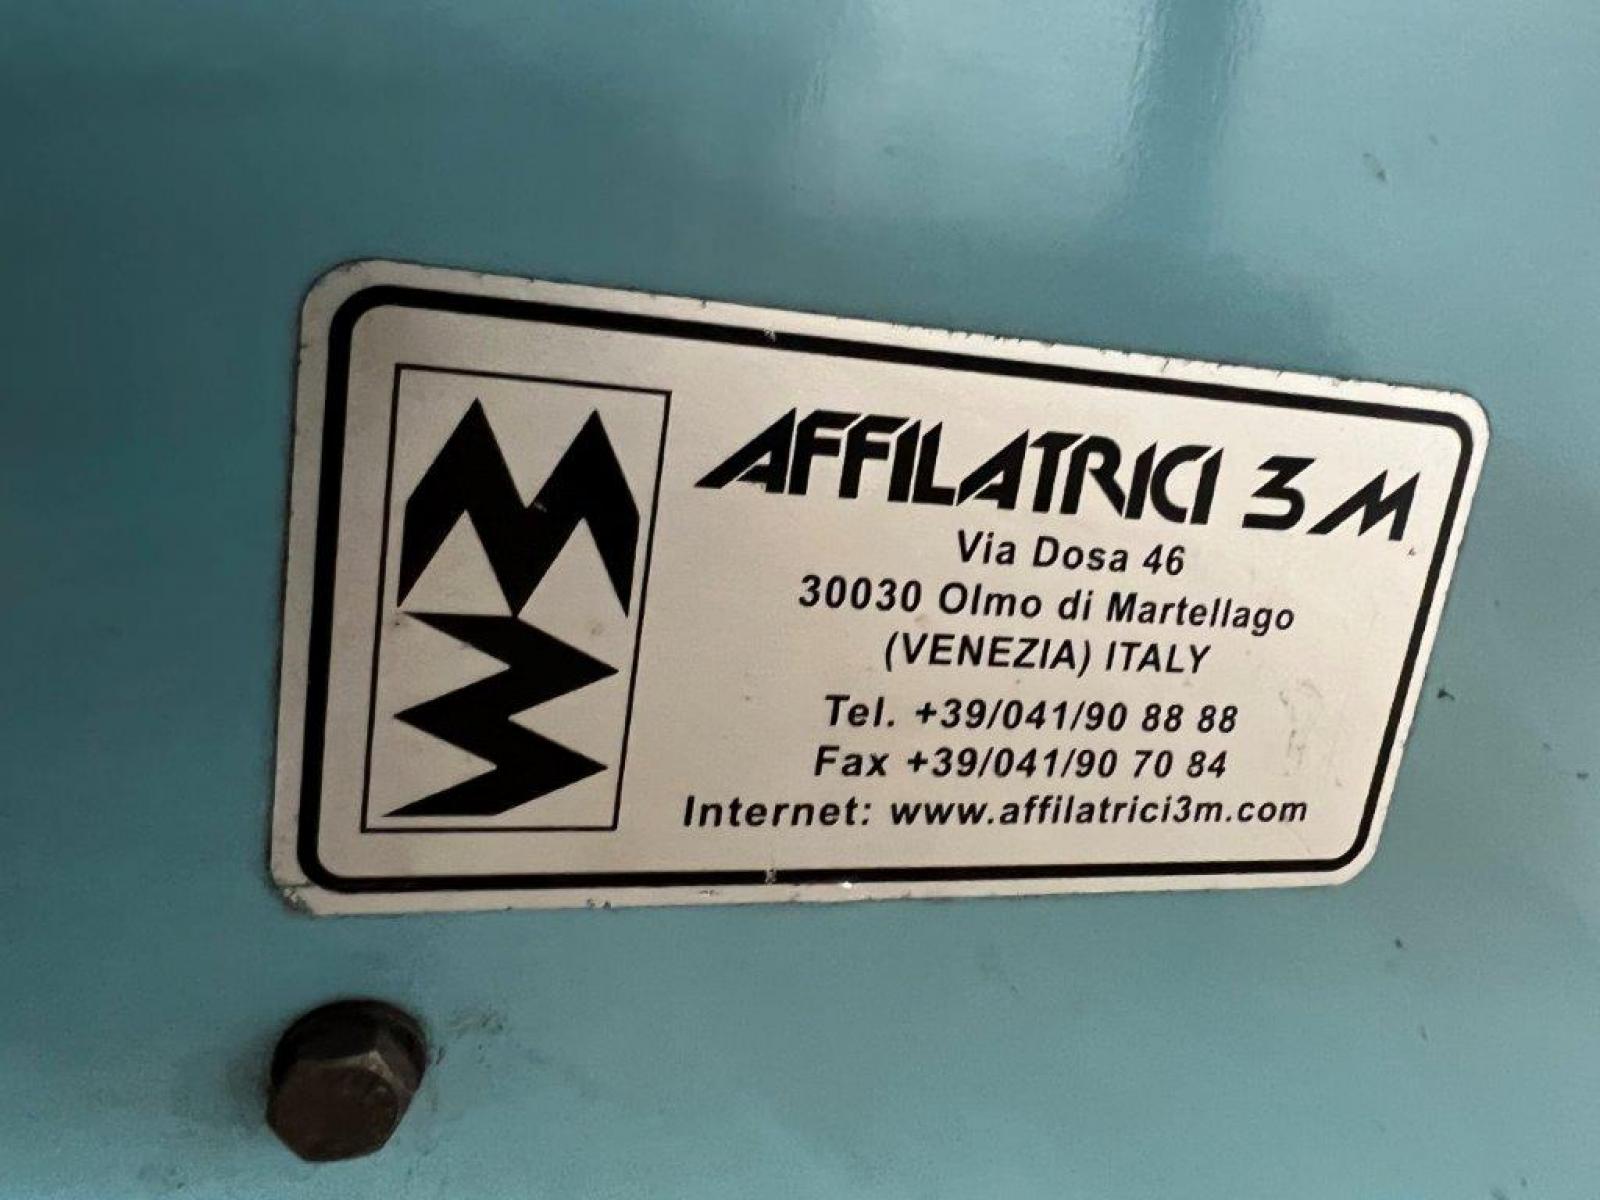 AFFILATRICI 3M
Via Dosa 46
30030 Olmo di Martellago
(VENEZIA) ITALY
Tel. +39/041/90 88 88
Fax +39/041/90 70 84
Internet: www.affilatrici3m.com